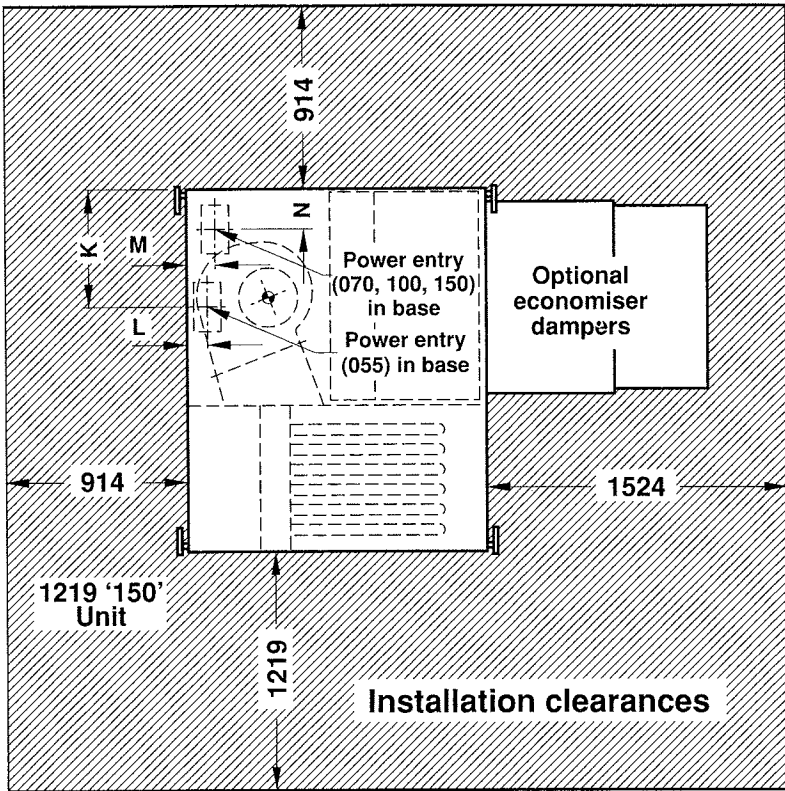 914
K
N
M
L
Power entry
(070, 100, 150)
in base
Power entry
(055) in base
Optional
economiser
dampers
914
1524
1219 ‘150’
Unit
1219
Installation clearances